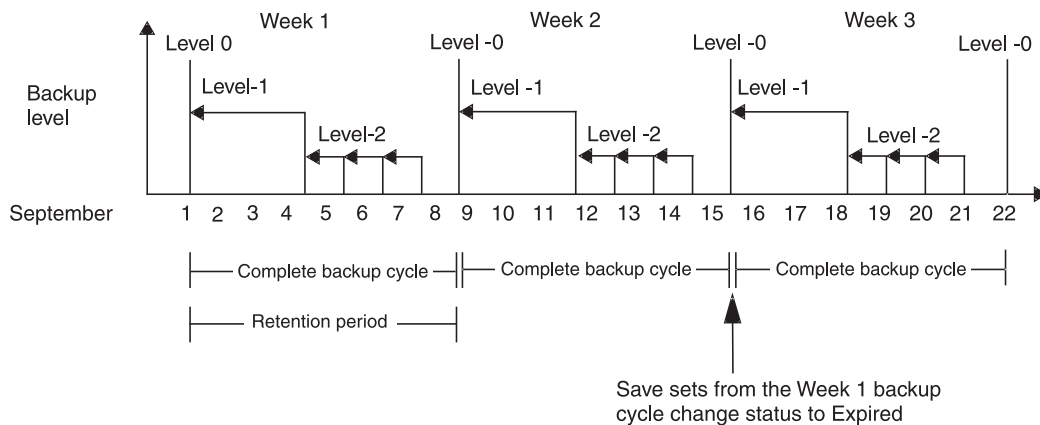 Week 1
Week 2
Week 3
Level 0
Level -0
Level -0
Level -0
Backup
level
Level-1
Level -1
Level -1
Level-2
Level -2
Level -2
September
1 2 3 4 5 6 7 8 9 10 11 12 13 14 15 16 17 18 19 20 21 22
Complete backup cycle
Complete backup cycle
Complete backup cycle
Retention period
Save sets from the Week 1 backup
cycle change status to Expired